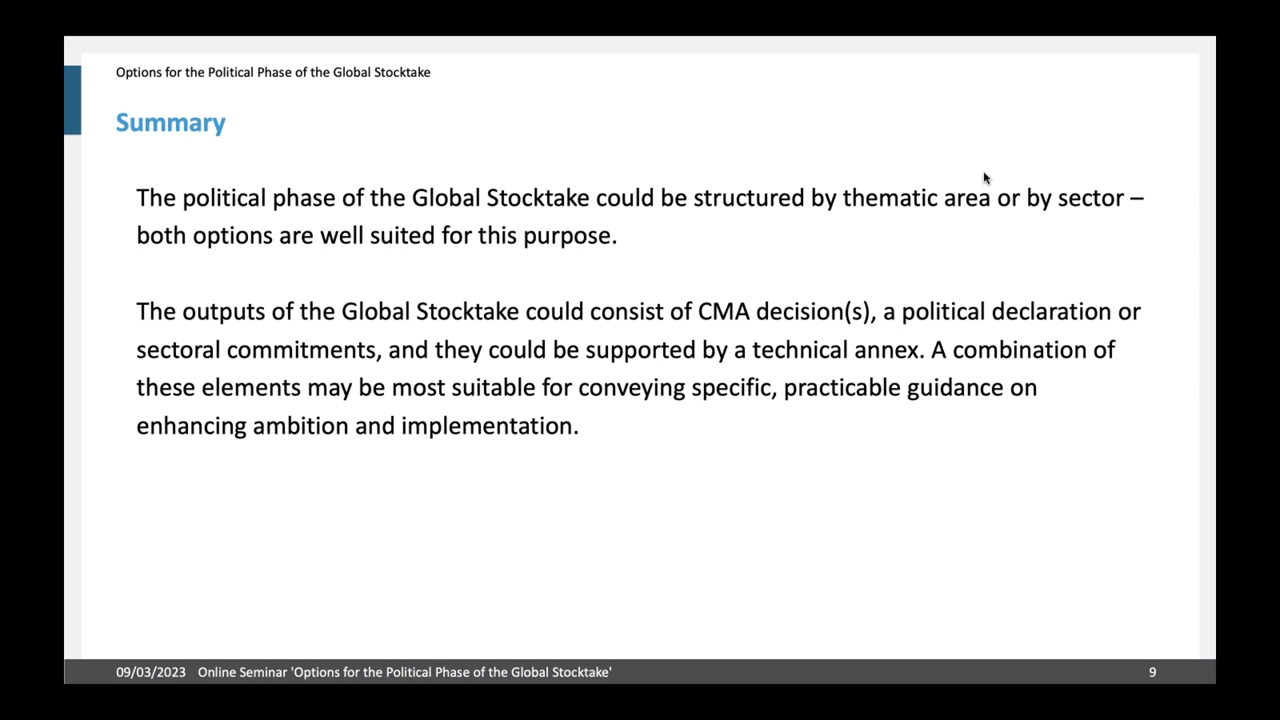 Options for the Political Phase of the Global Stocktake
Summary
The political phase of the Global Stocktake could be structured by thematic area or by sector –
both options are well suited for this purpose.
The outputs of the Global Stocktake could consist of CMA decision(s), a political declaration or
sectoral commitments, and they could be supported by a technical annex. A combination of
these elements may be most suitable for conveying specific, practicable guidance on
enhancing ambition and implementation.
09/03/2023 Online Seminar 'Options for the Political Phase of the Global Stocktake' 9